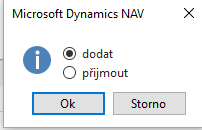 Microsoft Dynamics NAV
dodat
přijmout
Ok
Storno